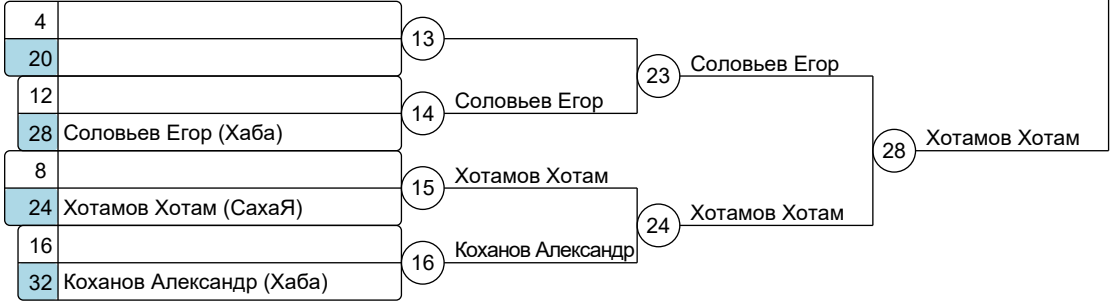 4
20
13
12
28 Соловьев Егор (Хаба)
14
Соловьев Егор
23
Соловьев Егор
8
24 Хотамов Хотам (СахаЯ)
15
Хотамов Хотам
16
32 Коханов Александр (Хаба)
16
Коханов Александр
24
Хотамов Хотам
28
Хотамов Хотам